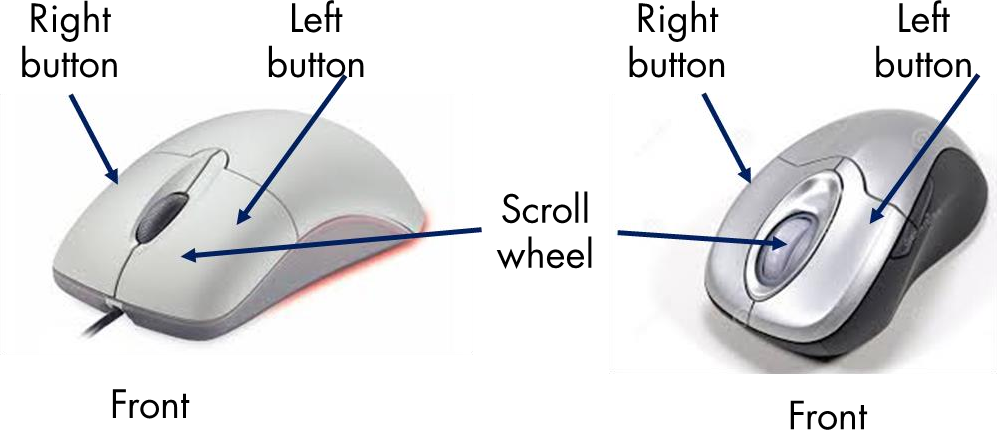 Right
button
Left
button
Right
button
Left
button
Scroll
wheel
Front
Front